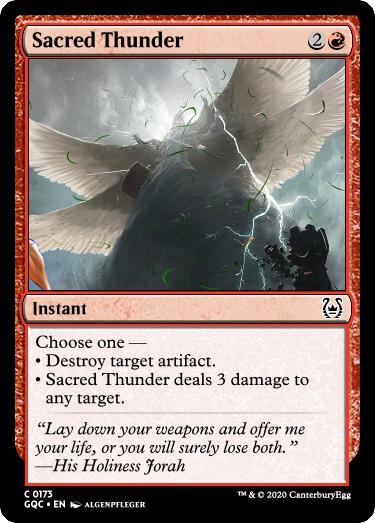 Sacred Thunder 2
Instant
Choose one —
• Destroy target artifact.
• Sacred Thunder deals 3 damage to
any target.
“Lay down your weapons and offer me
your life, or you will surely lose both.”
—His Holiness Jorah
C 0173
GQC • EN ALGENPFLEGER
™ & © 2020 CanterburyEgg